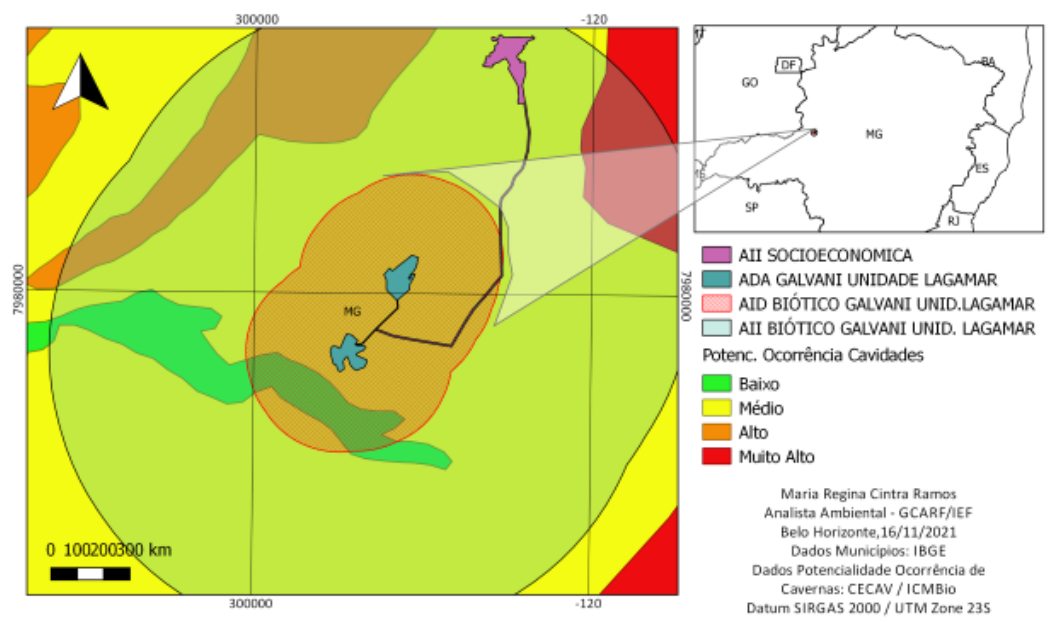 300000
-120
7980000
MG
7980000
0 100200300 km
300000
-120
GO
DF
BA
MG
ES
SP
RJ
AII SOCIOECONOMICA
ADA GALVANI UNIDADE LAGAMAR
AID BIÓTICO GALVANI UNID.LAGAMAR
AII BIÓTICO GALVANI UNID. LAGAMAR
Potenc. Ocorrência Cavidades
Baixo
Médio
Alto
Muito Alto
Maria Regina Cintra Ramos
Analista Ambiental - GCARF/IEF
Belo Horizonte,16/11/2021
Dados Municípios: IBGE
Dados Potencialidade Ocorrência de
Cavernas: CECAV / ICMBio
Datum SIRGAS 2000 / UTM Zone 23S